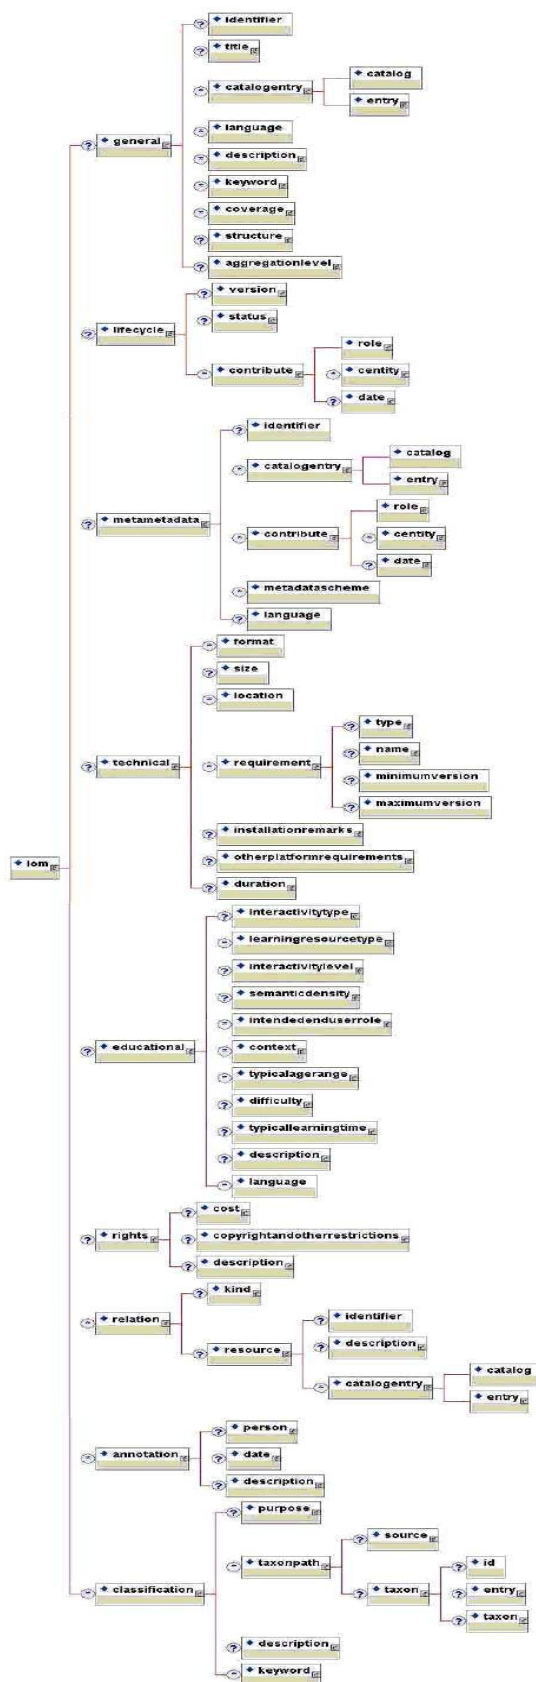 identifier
title
catalogentry
catalog
entry
general
language
description
keyword
coverage
structure
aggregationlevel
version
lifecycle
status
contribute
role
centity
date
identifier
catalogentry
catalog
entry
metametadata
contribute
role
centity
date
metadatascheme
language
format
size
location
technical
requirement
type
name
minimumversion
maximumversion
installationremarks
otherplatformrequirements
lom
duration
interactivitytype
learningresourcetype
interactivitylevel
semanticdensity
intendedenduserrole
educational
context
typicalagerange
difficulty
typicallearningtime
description
language
cost
rights
copyrightandotherrestrictions
description
kind
relation
resource
identifier
description
catalogentry
catalog
entry
person
annotation
date
description
purpose
classification
taxonpath
source
taxon
id
entry
taxon
description
keyword